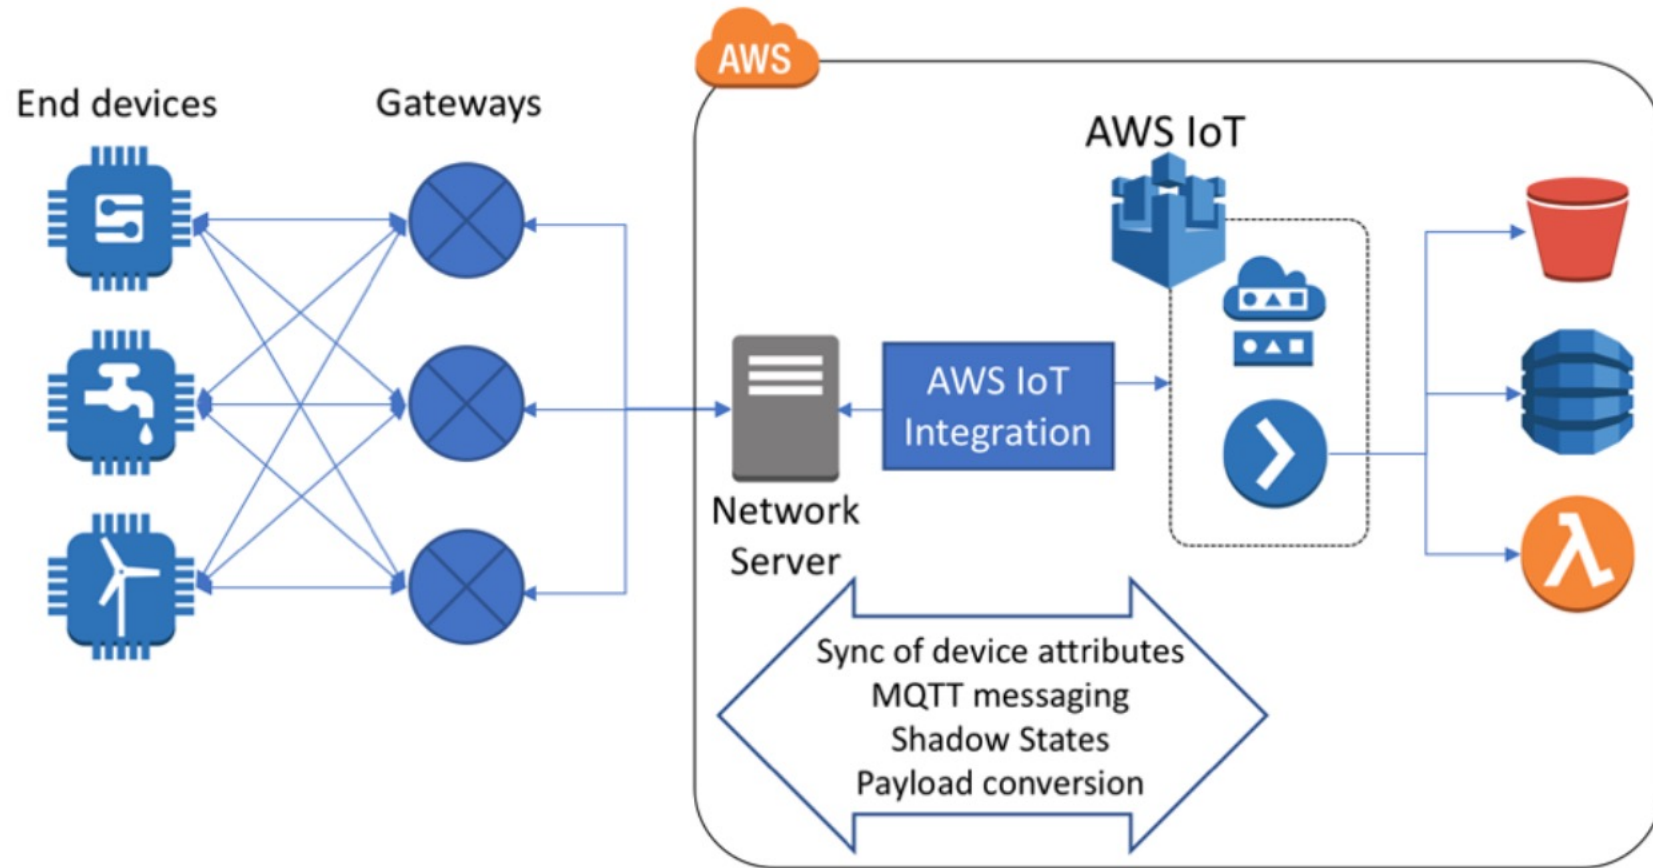 AWS
End devices
Gateways
AWS IoT
AWS IoT
Integration
Network
Server
Sync of device attributes
MQTT messaging
Shadow States
Payload conversion